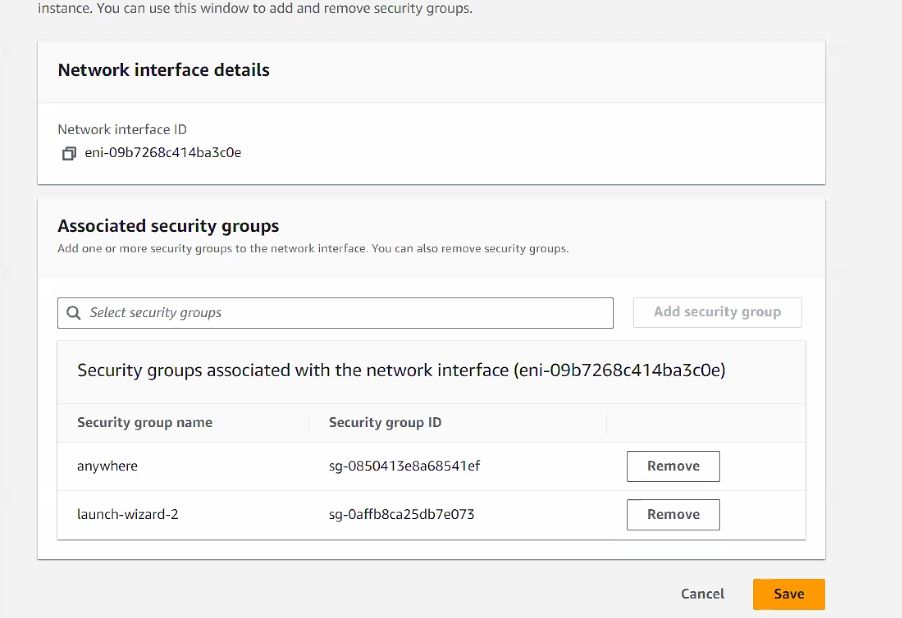 instance. You can use this window to add and remove security groups.
Network interface details
Network interface ID
eni-09b7268c414ba3c0e
Associated security groups
Add one or more security groups to the network interface. You can also remove security groups.
Select security groups
Add security group
Security groups associated with the network interface (eni-09b7268c414ba3c0e)
Security group name Security group ID
anywhere sg-0850413e8a68541ef Remove
launch-wizard-2 sg-0affb8ca25db7e073 Remove
Cancel Save